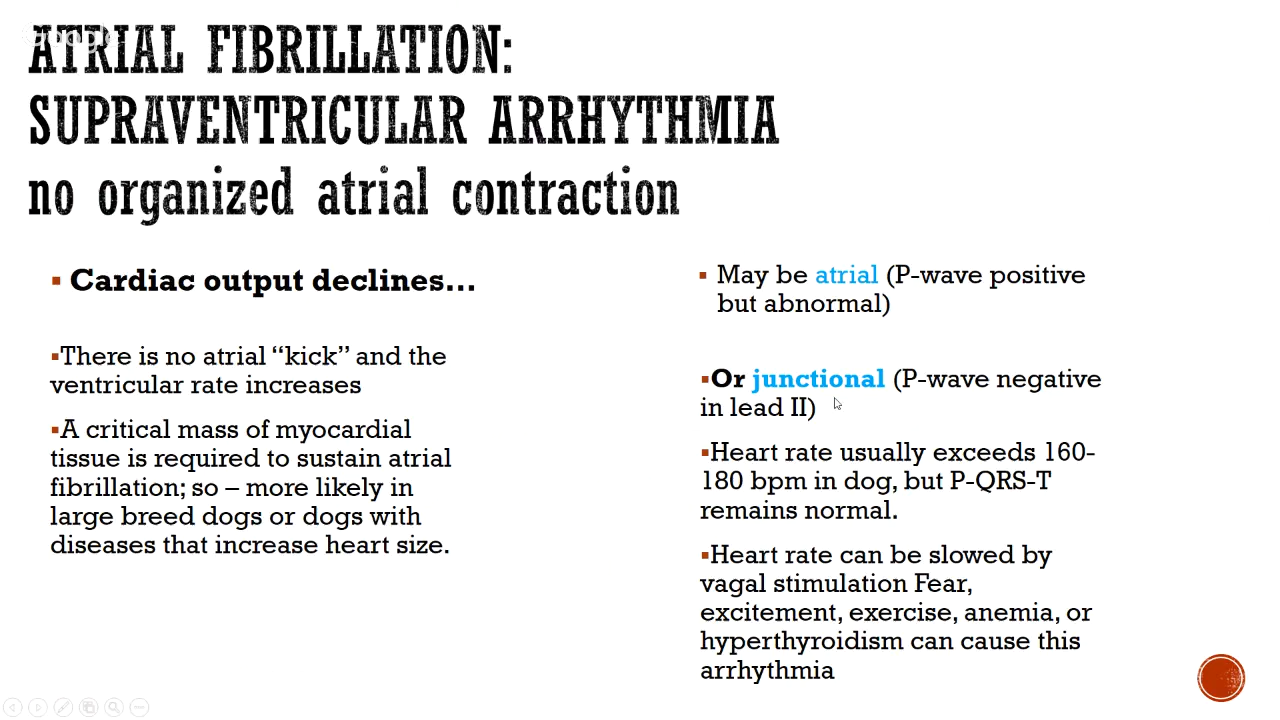 Google
ATRIAL FIBRILLATION:
SUPRAVENTRICULAR ARRHYTHMIA
no organized atrial contraction
▪ Cardiac output declines...
▪There is no atrial “kick” and the
ventricular rate increases
▪A critical mass of myocardial
tissue is required to sustain atrial
fibrillation; so – more likely in
large breed dogs or dogs with
diseases that increase heart size.
▪ May be atrial (P-wave positive
but abnormal)
▪Or junctional (P-wave negative
in lead II)
▪Heart rate usually exceeds 160-
180 bpm in dog, but P-QRS-T
remains normal.
▪Heart rate can be slowed by
vagal stimulation Fear,
excitement, exercise, anemia, or
hyperthyroidism can cause this
arrhythmia